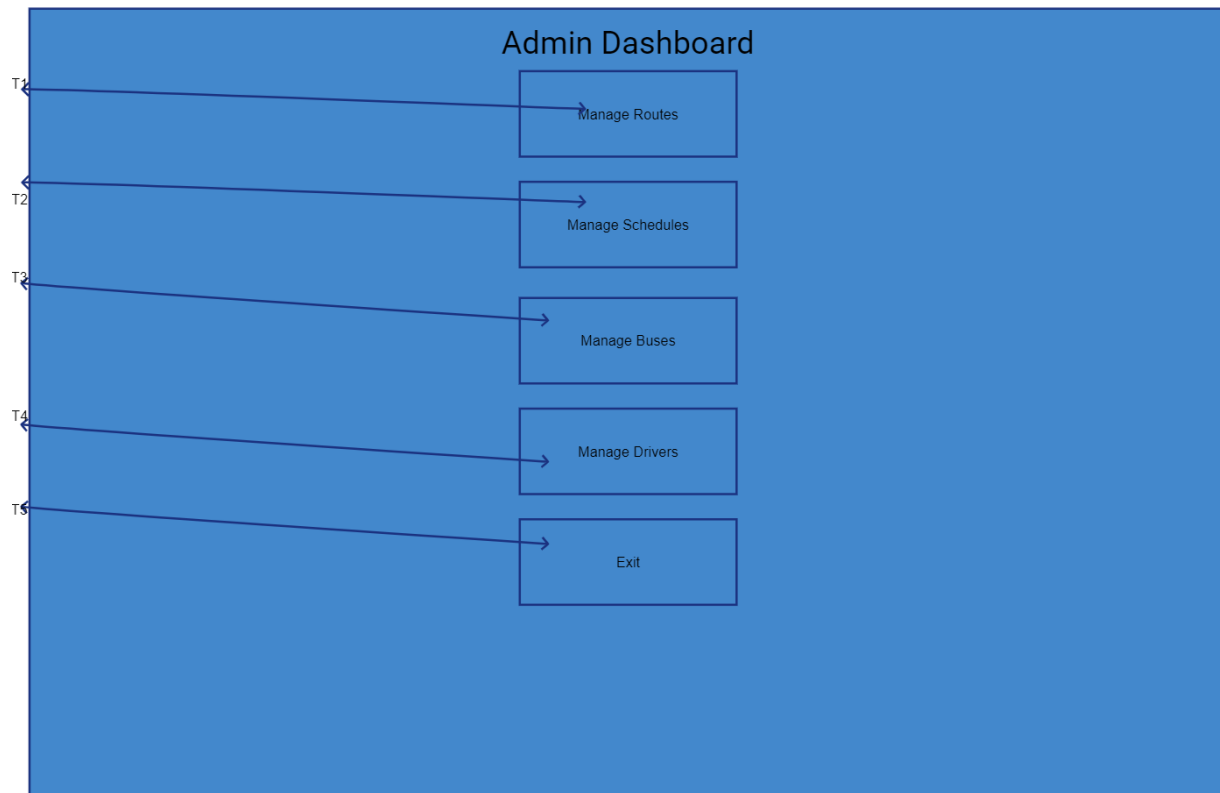 Admin Dashboard
T1
Manage Routes
T2
Manage Schedules
T3
Manage Buses
T4
Manage Drivers
T5
Exit